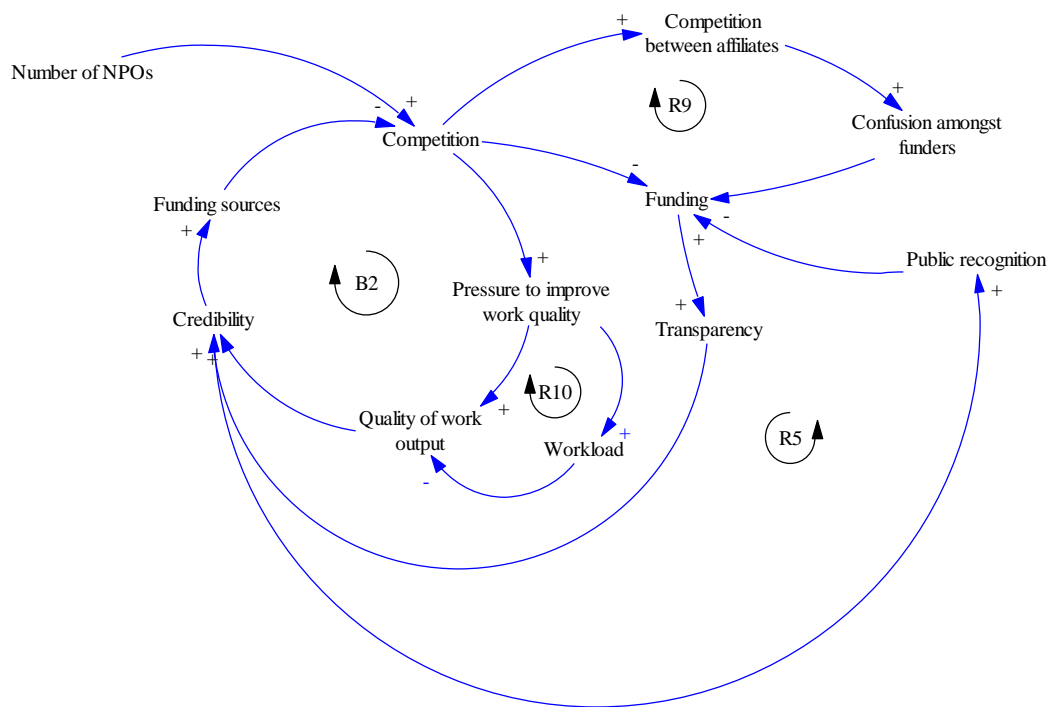 +
Competition
between affiliates
Number of NPOs
+
R9
-
+
Competition
Confusion amongst
funders
-
Funding sources
Funding
-
+
+
Public recognition
+
+
B2
Pressure to improve
work quality
Credibility
+
Transparency
+
+
R10
+
Quality of work
output
Workload
+
R5
-